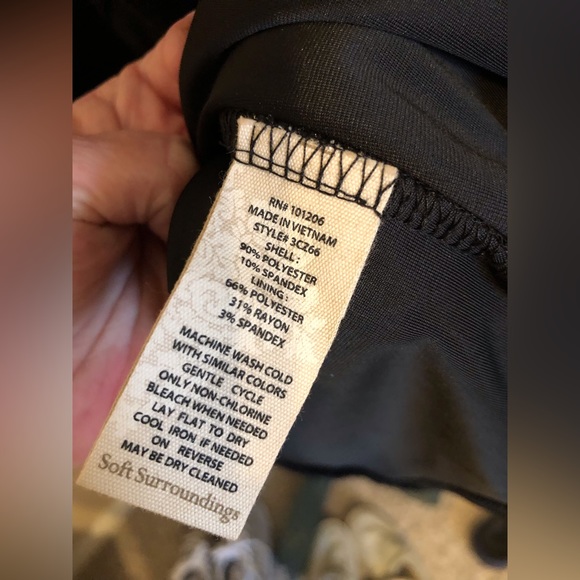 RN# 101206
MADE IN VIETNAM
STYLE# 3CZ66
SHELL :
90% POLYESTER
10% SPANDEX
LINING :
66% POLYESTER
31% RAYON
3% SPANDEX
MACHINE WASH COLD
WITH SIMILAR COLORS
GENTLE CYCLE
ONLY NON-CHLORINE
BLEACH WHEN NEEDED
LAY FLAT TO DRY
COOL IRON IF NEEDED
ON REVERSE
MAY BE DRY CLEANED
Soft Surroundings